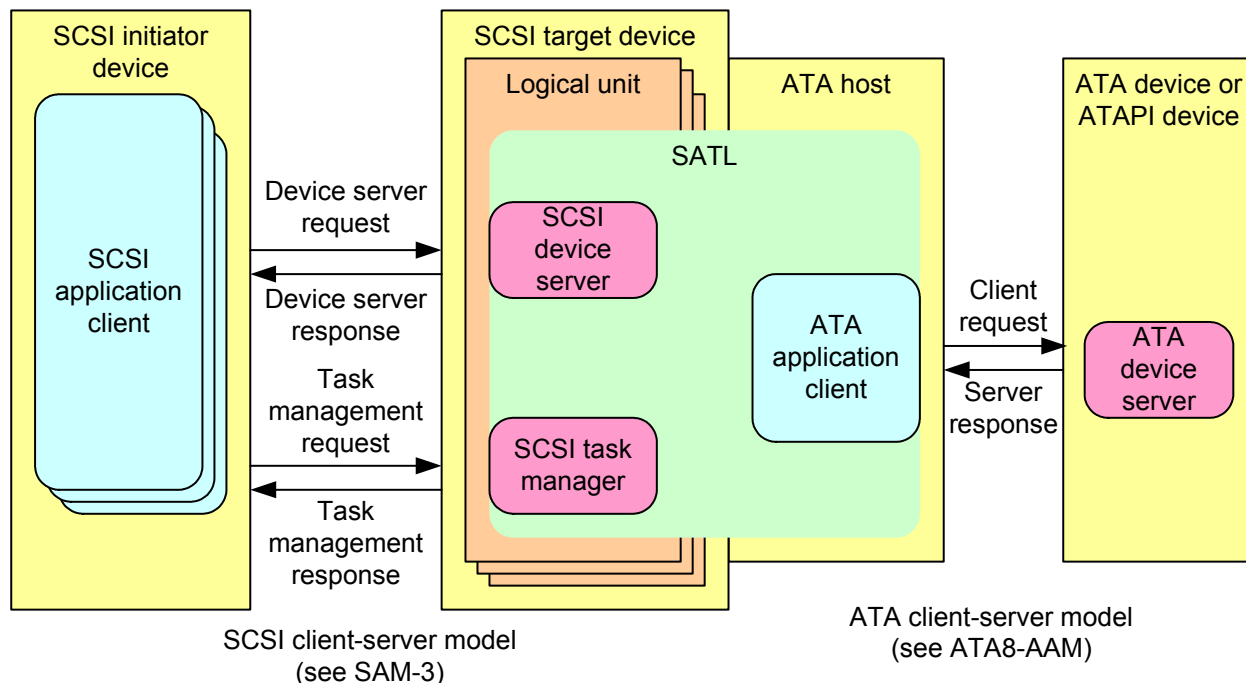 SCSI initiator
device
SCSI
application
client
Device server
request
Device server
response
Task
management
request
Task
management
response
SCSI target device
Logical unit
ATA host
SATL
SCSI
device
server
SCSI task
manager
ATA
application
client
Client
request
Server
response
ATA device or
ATAPI device
ATA
device
server
SCSI client-server model
(see SAM-3)
ATA client-server model
(see ATA8-AAM)